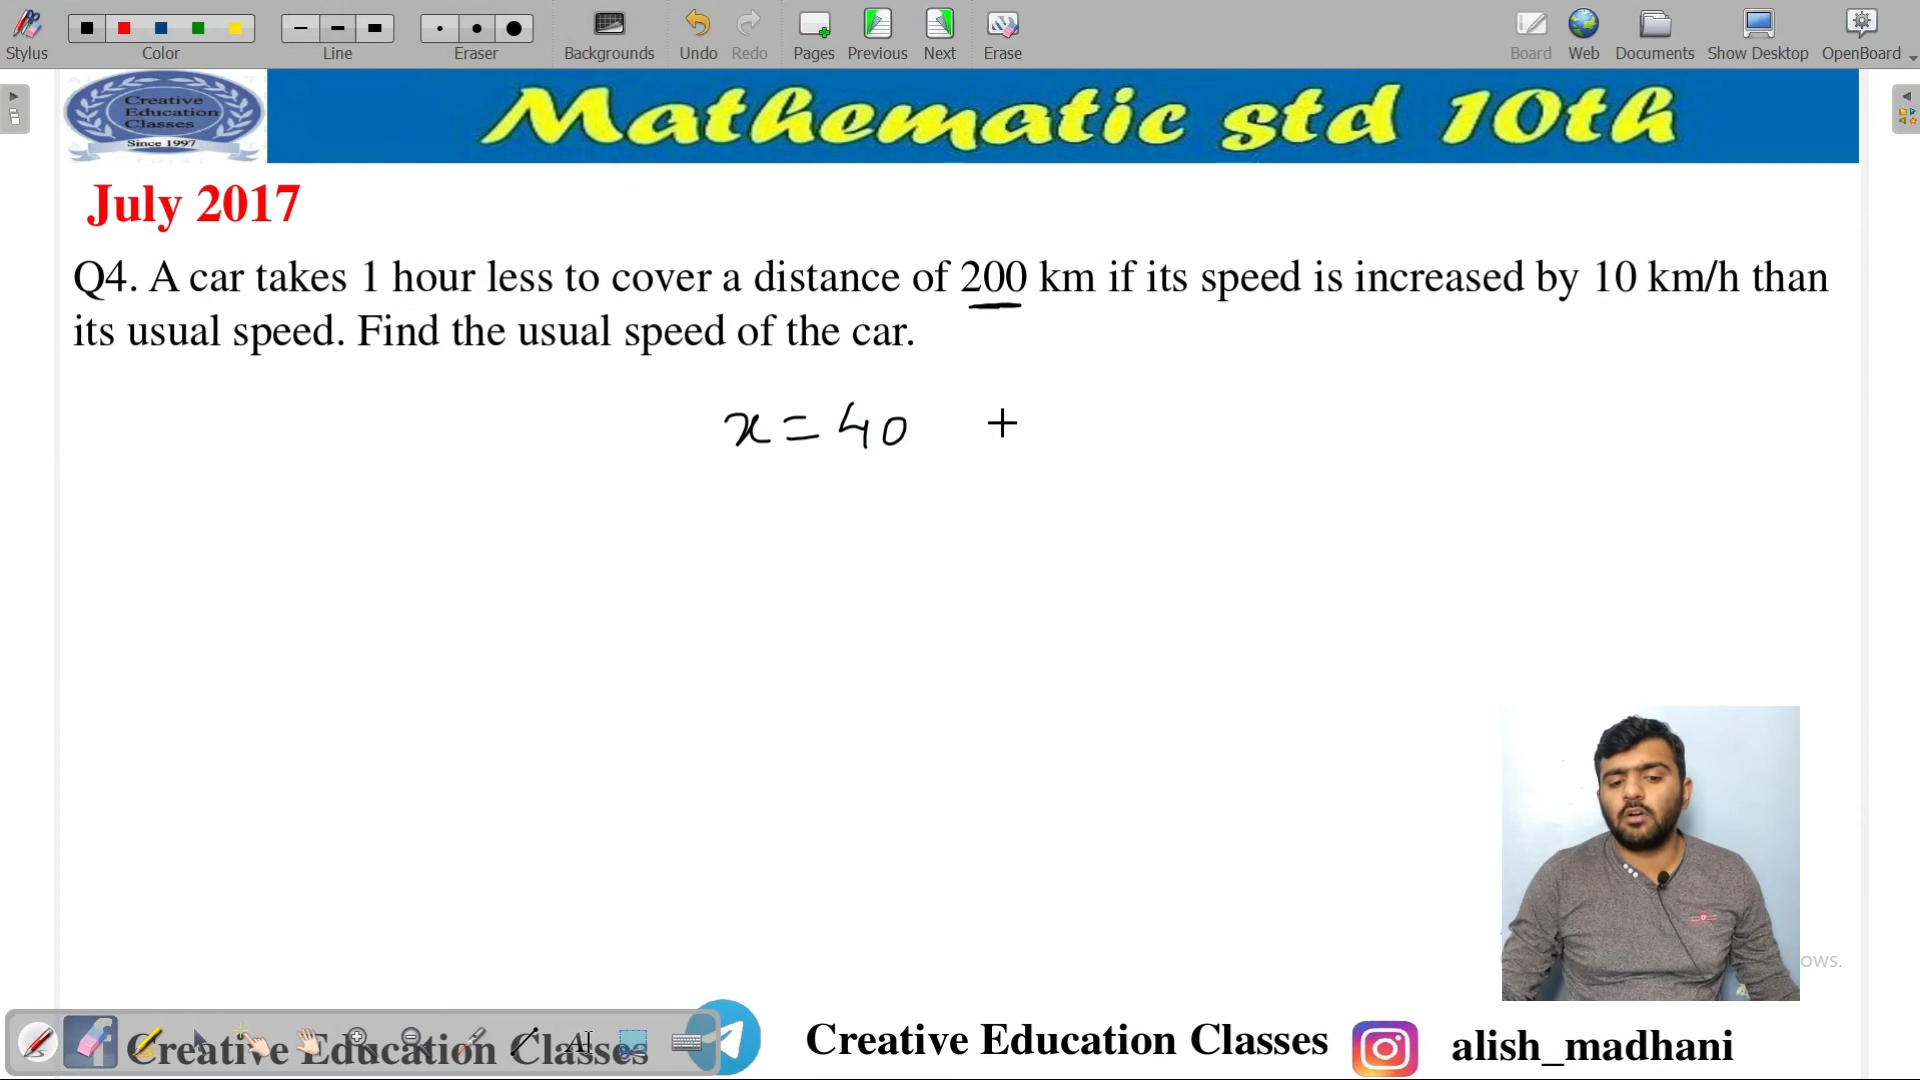 Stylus Color Line Eraser Backgrounds Undo Redo Pages Previous Next Erase Board Web Documents Show Desktop OpenBoard
Creative
Education
Classes
Since 1997
Mathematic std 10th
July 2017
Q4. A car takes 1 hour less to cover a distance of 200 km if its speed is increased by 10 km/h than
its usual speed. Find the usual speed of the car.
x = 40
ows.
Creative Education Classes
Creative Education Classes
alish_madhani